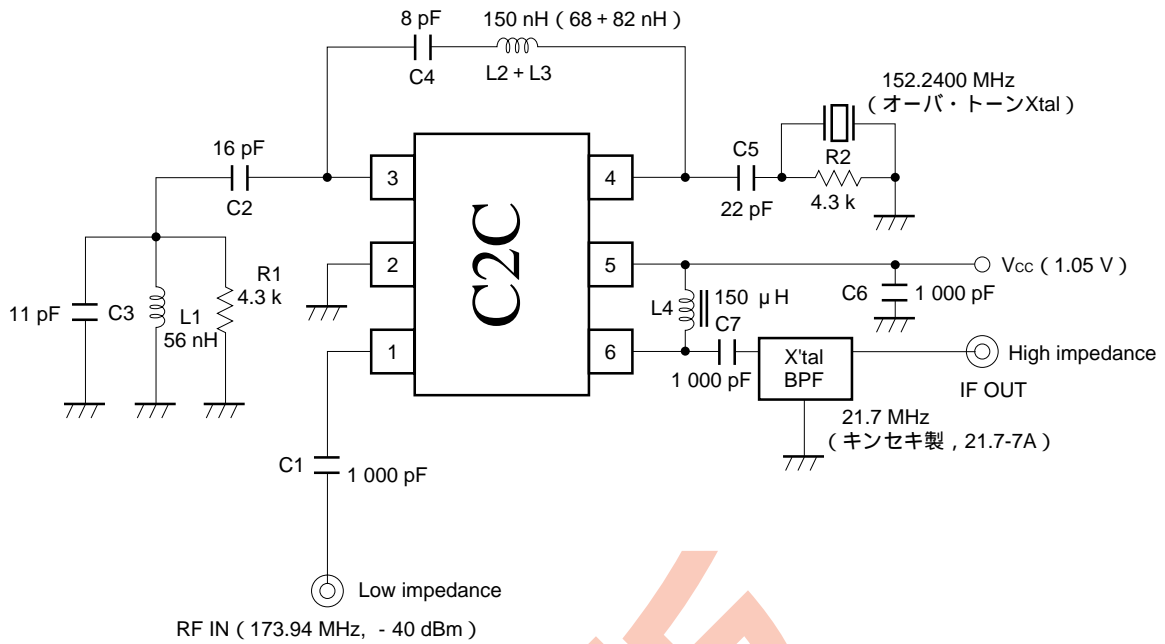 8 pF
C4
150 nH ( 68 + 82 nH )
L2 + L3
152.2400 MHz
( オーバ・トーンXtal )
16 pF
C2
3
4
C5
22 pF
R2
4.3 k
C2C
2
5
Vcc ( 1.05 V )
11 pF
C3
L1
56 nH
R1
4.3 k
L4
150 μH
C6
1 000 pF
1
6
C7
1 000 pF
X'tal
BPF
High impedance
IF OUT
21.7 MHz
( キンセキ製 , 21.7-7A )
C1
1 000 pF
Low impedance
RF IN ( 173.94 MHz, - 40 dBm )